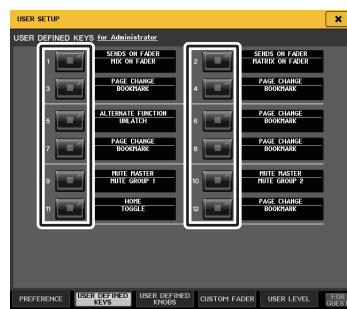 USER SETUP
USER DEFINED KEYS for Administrator
1 SENDS ON FADER
MIX ON FADER
2 SENDS ON FADER
MATRIX ON FADER
3 PAGE CHANGE
BOOKMARK
4 PAGE CHANGE
BOOKMARK
5 ALTERNATE FUNCTION
UNLATCH
6 PAGE CHANGE
BOOKMARK
7 PAGE CHANGE
BOOKMARK
8 PAGE CHANGE
BOOKMARK
9 MUTE MASTER
MUTE GROUP 1
10 MUTE MASTER
MUTE GROUP 2
11 HOME
TOGGLE
12 PAGE CHANGE
BOOKMARK
PREFERENCE
USER DEFINED
KEYS
USER DEFINED
KNOBS
CUSTOM FADER
USER LEVEL
FOR
GUEST